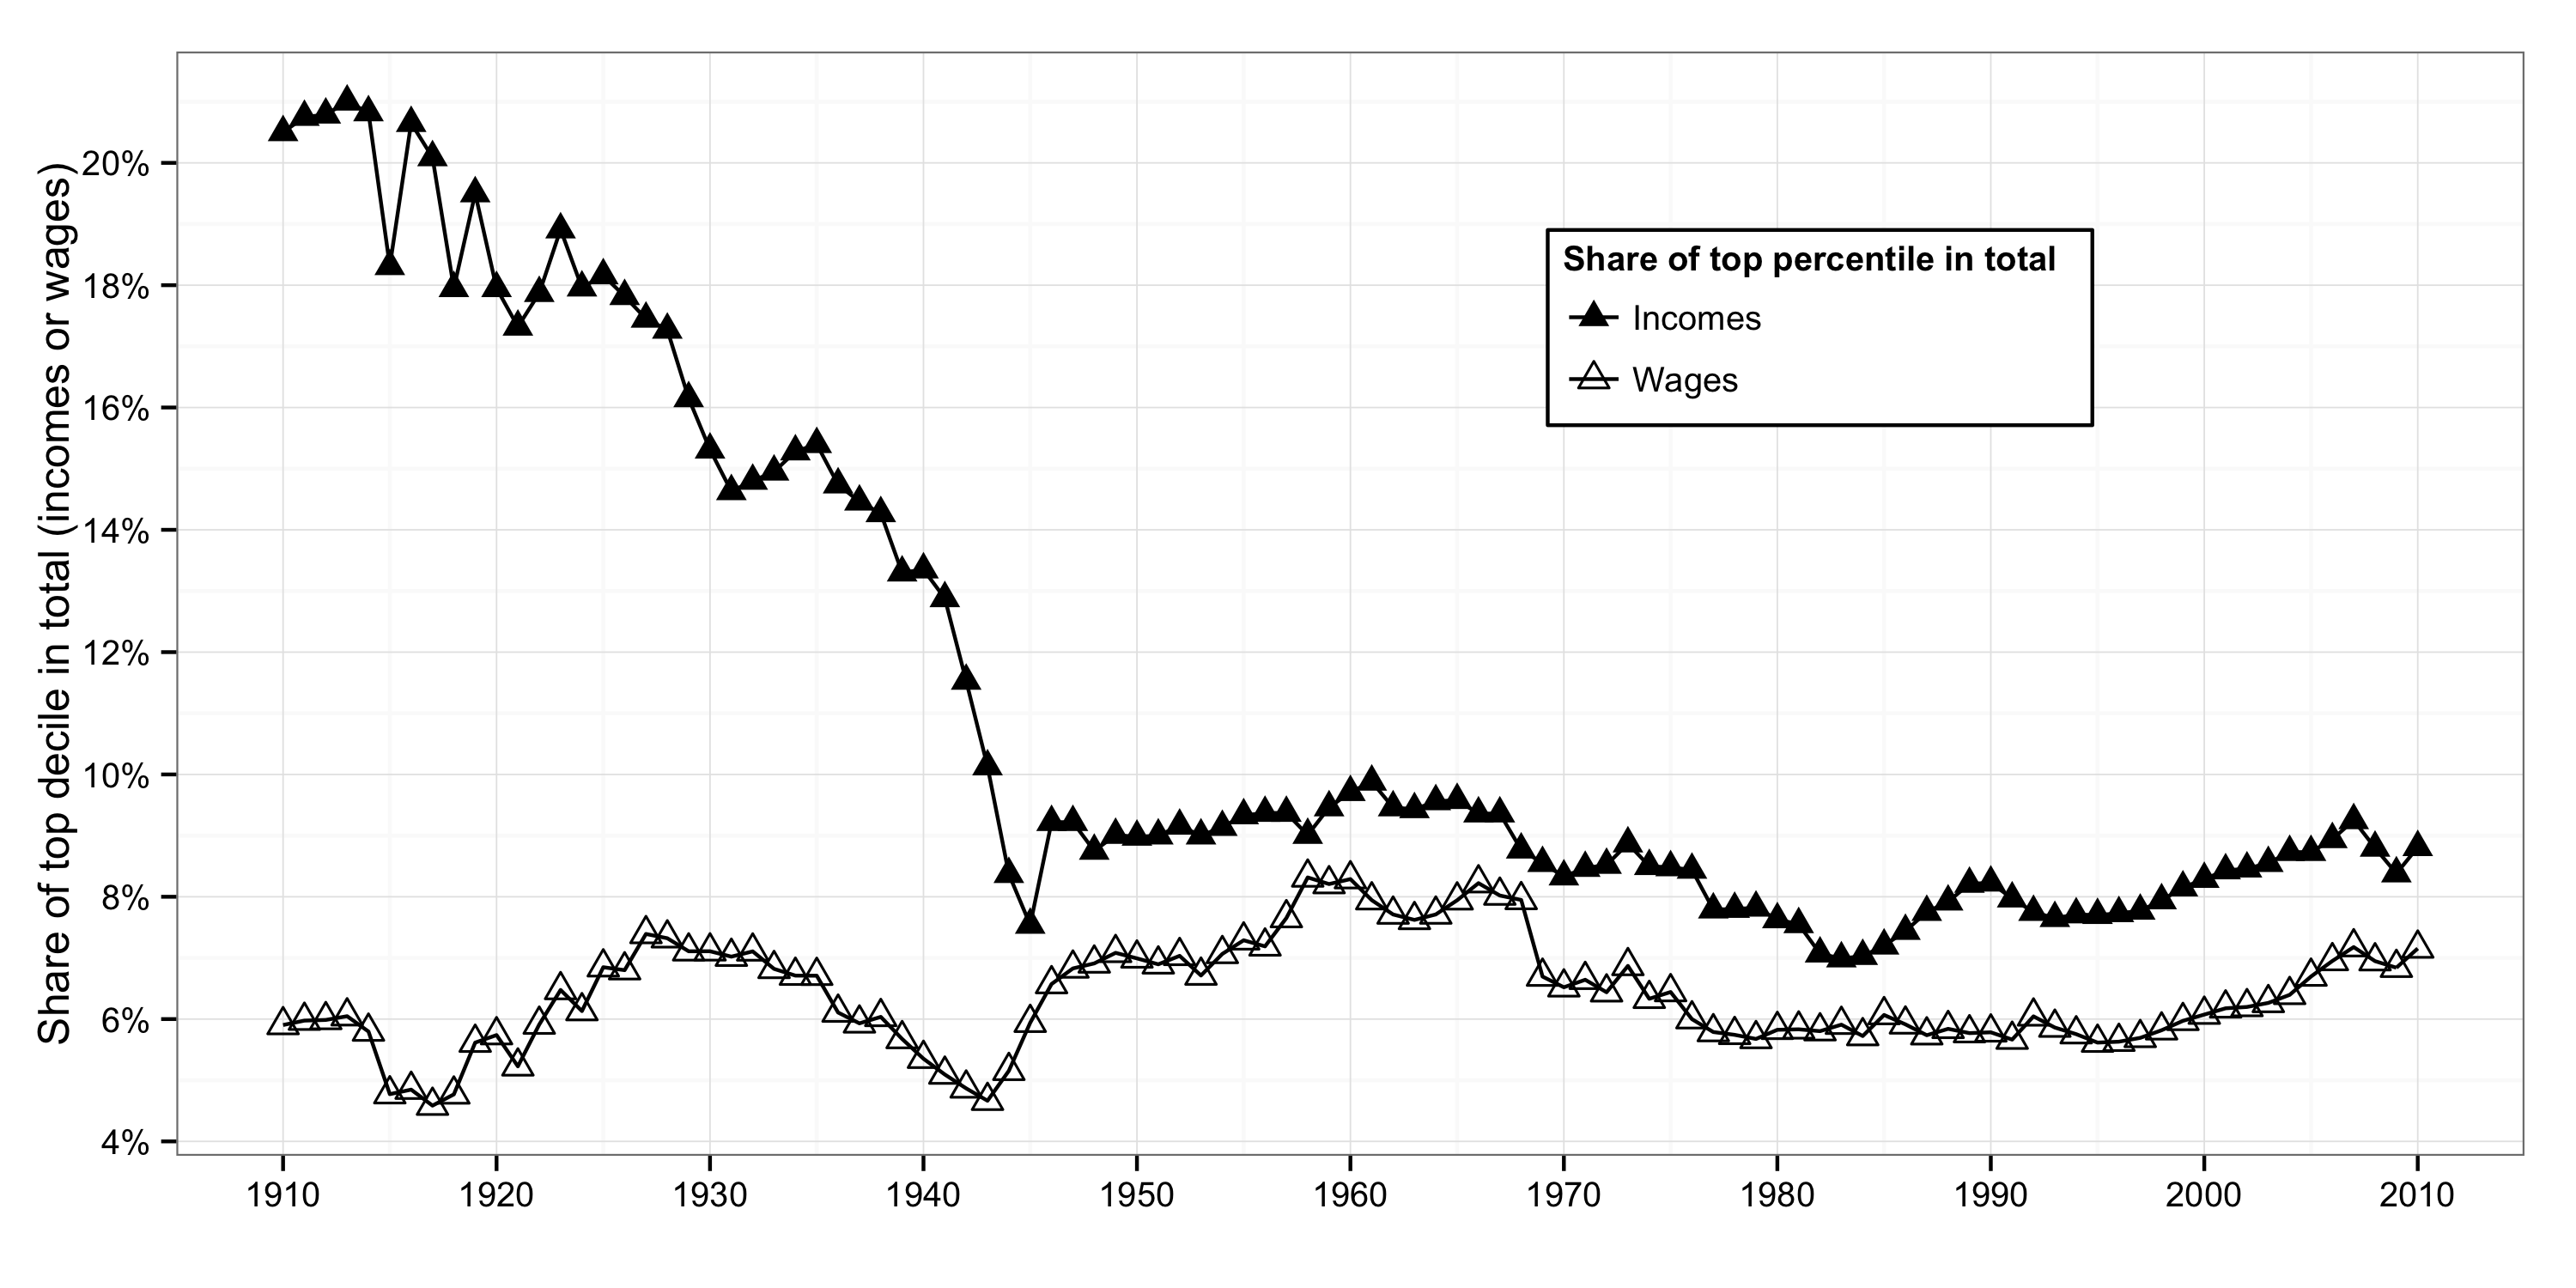 Share of top decile in total (incomes or wages)
20%
18%
16%
14%
12%
10%
8%
6%
4%
Share of top percentile in total
Incomes
Wages
1910 1920 1930 1940 1950 1960 1970 1980 1990 2000 2010